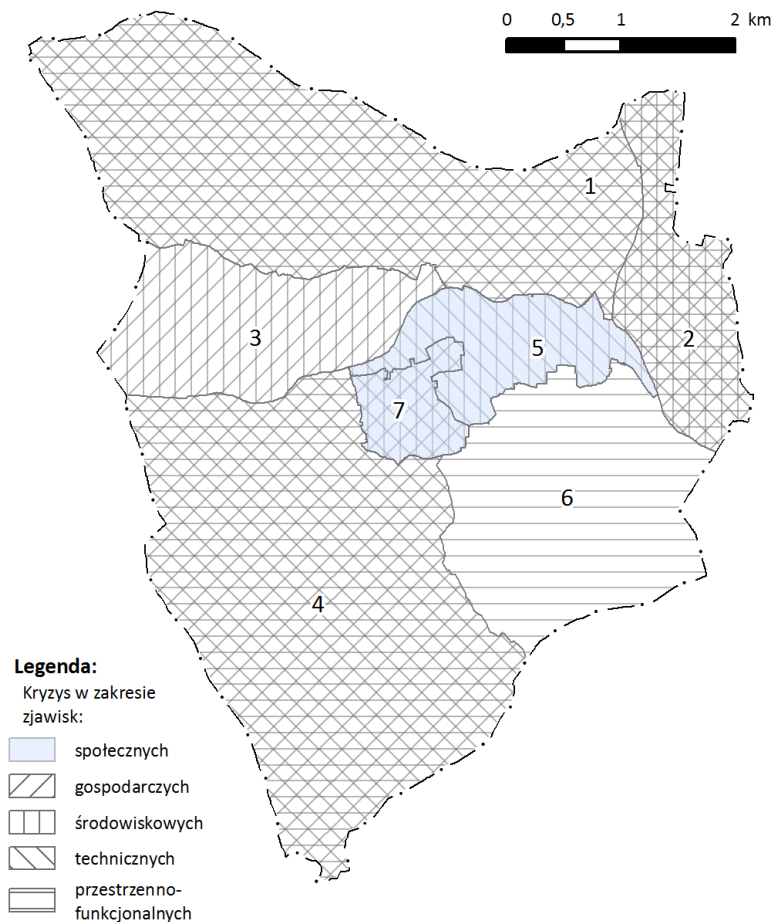 0 0,5 1 2 km
1
2
3
5
7
6
4
Legenda:
Kryzys w zakresie
zjawisk:
społecznych
gospodarczych
środowiskowych
technicznych
przestrzenno-
funkcjonalnych